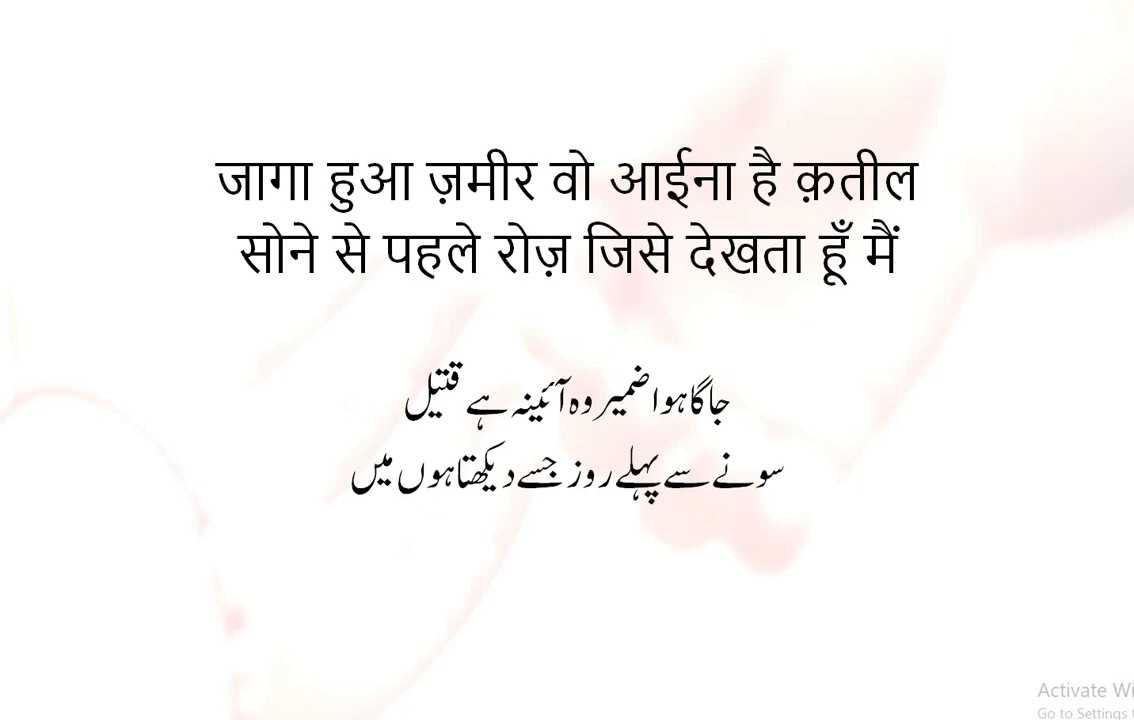 जागा हुआ ज़मीर वो आईना है क़तील
सोने से पहले रोज़ जिसे देखता हूँ मैं
جاگا ہوا ضمیر وہ آئینہ ہے قتیل
سونے سے پہلے روز جسے دیکھتا ہوں میں
Activate Wi
Go to Settings t